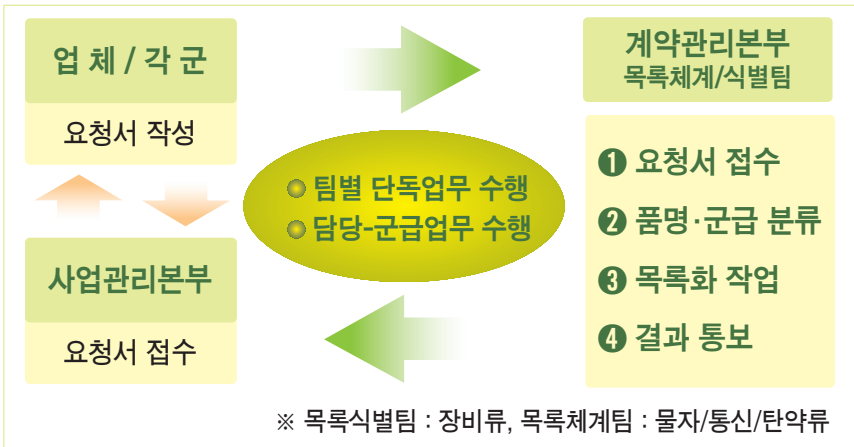 업 체 / 각 군
요청서 작성
사업관리본부
요청서 접수
팀별 단독업무 수행
담당-군급업무 수행
계약관리본부
목록체계/식별팀
❶ 요청서 접수
❷ 품명·군급 분류
❸ 목록화 작업
❹ 결과 통보
※ 목록식별팀 : 장비류, 목록체계팀 : 물자/통신/탄약류